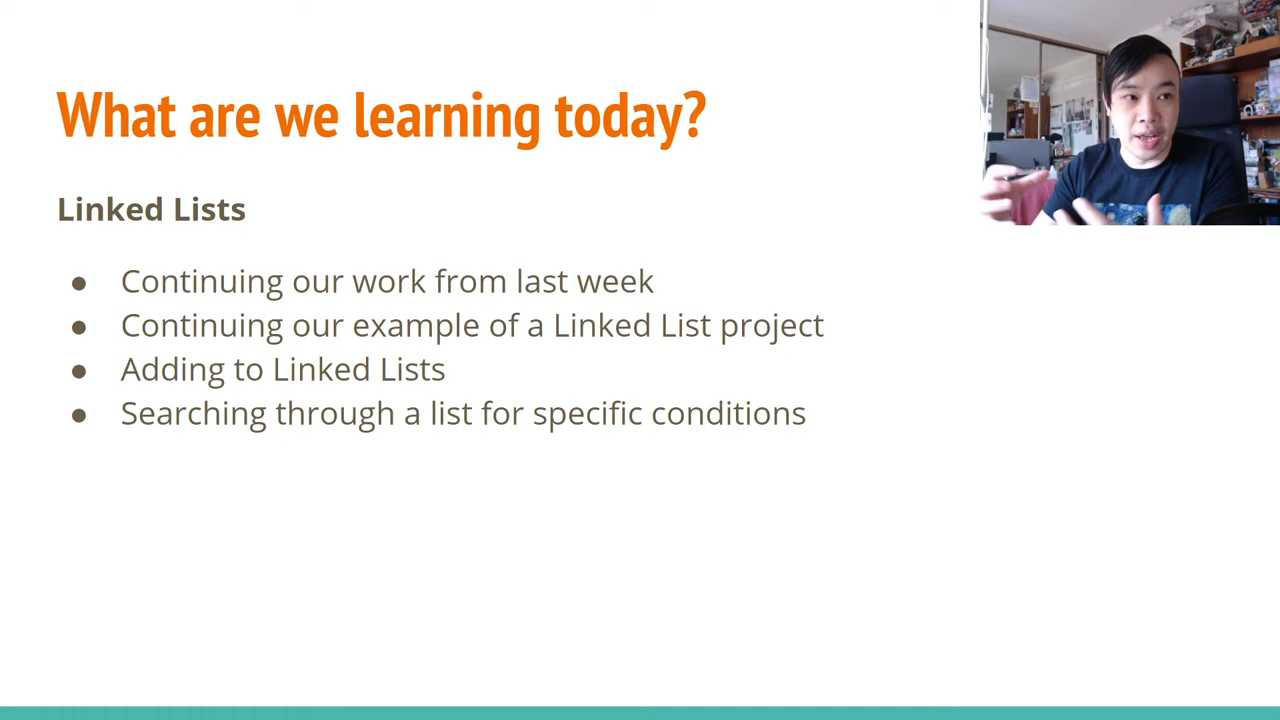 What are we learning today?
Linked Lists
● Continuing our work from last week
● Continuing our example of a Linked List project
● Adding to Linked Lists
● Searching through a list for specific conditions